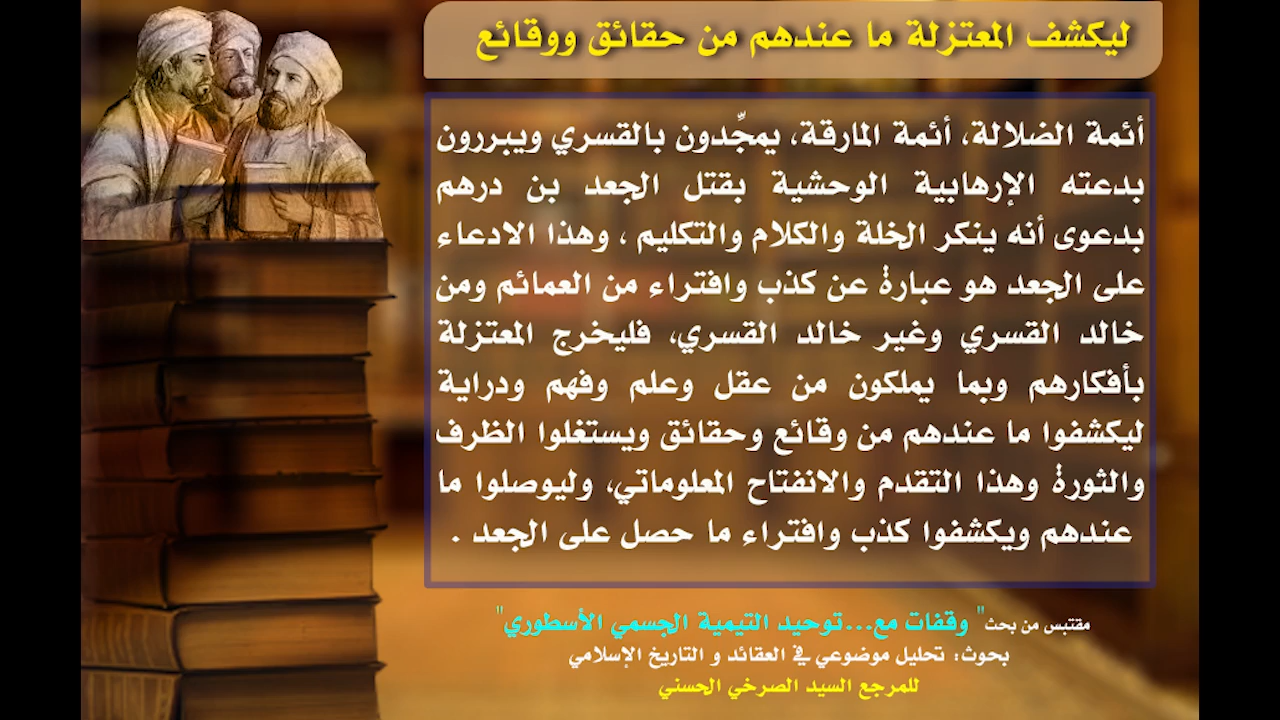 ليكشف المعتزلة ما عندهم من حقائق ووقائع
أئمة الضلالة، أئمة المارقة، يمجِّدون بالقسري ويبررون
بدعته الإرهابية الوحشية بقتل الجعد بن درهم
بدعوى أنه ينكر الخلة والكلام والتكليم ، وهذا الادعاء
على الجعد هو عبارة عن كذب وافتراء من العمائم ومن
خالد القسري وغير خالد القسري، فليخرج المعتزلة
بأفكارهم وبما يملكون من عقل وعلم وفهم ودراية
ليكشفوا ما عندهم من وقائع وحقائق ويستغلوا الظرف
والثورة وهذا التقدم والانفتاح المعلوماتي، وليوصلوا ما
عندهم ويكشفوا كذب وافتراء ما حصل على الجعد .
مقتبس من بحث" وقفات مع...توحيد التيمية الجسمي الأسطوري"
بحوث: تحليل موضوعي في العقائد و التاريخ الإسلامي
للمرجع السيد الصرخي الحسني